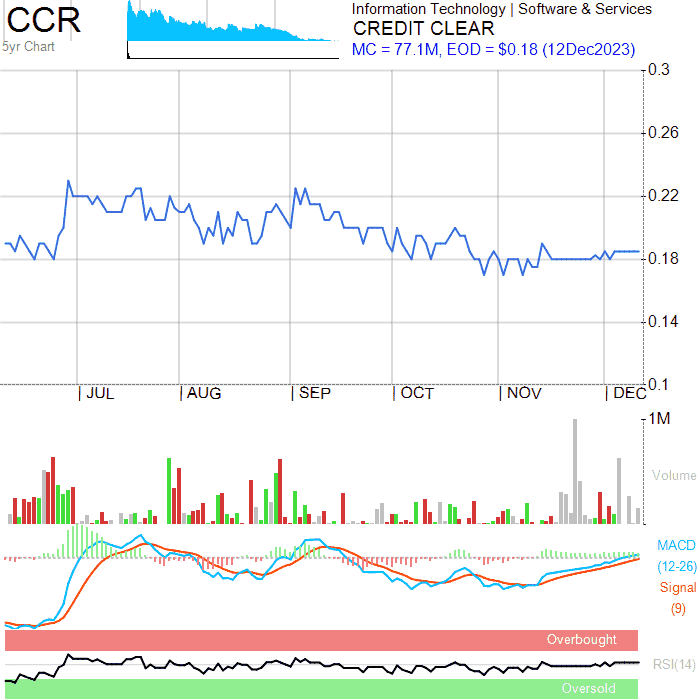 CCR
5yr Chart
Information Technology | Software & Services
CREDIT CLEAR
MC = 77.1M, EOD = $0.18 (12Dec2023)
0.3
0.26
0.22
0.18
0.14
0.1
| JUL | AUG | SEP | OCT | NOV | DEC
1M
Volume
MACD
(12-26)
Signal
(9)
Overbought
RSI(14)
Oversold